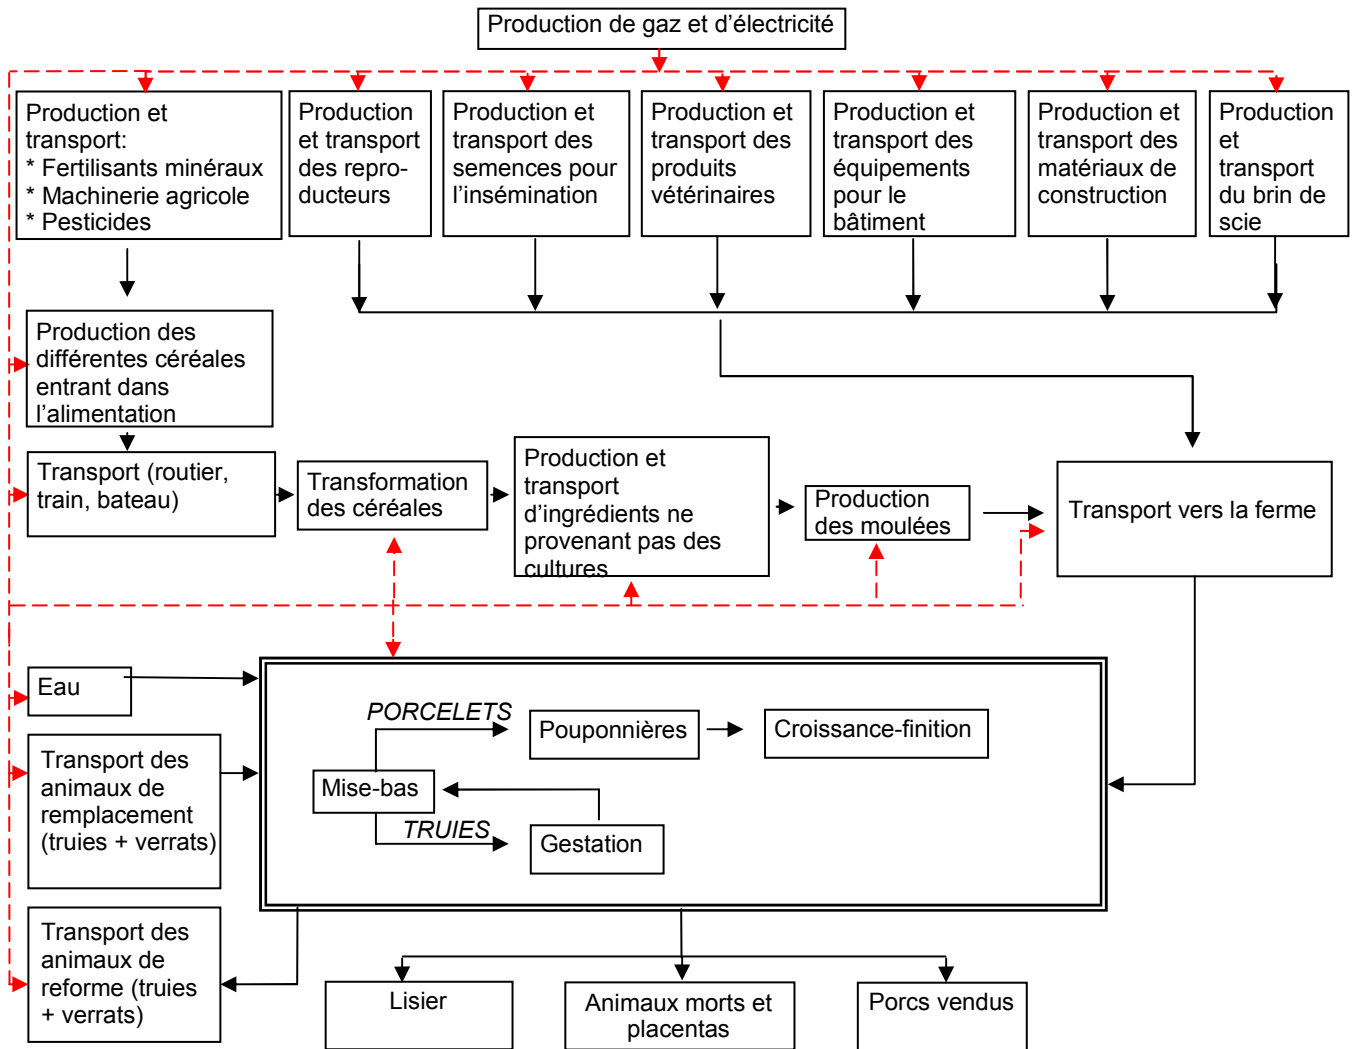 Production de gaz et d'électricité
Production et
transport:
* Fertilisants minéraux
* Machinerie agricole
* Pesticides
Production
et transport
des repro-
ducteurs
Production et
transport des
semences pour
l'insémination
Production et
transport des
produits
vétérinaires
Production et
transport des
équipements
pour le
bâtiment
Production et
transport des
matériaux de
construction
Production
et
transport
du brin de
scie
Production des
différentes céréales
entrant dans
l'alimentation
Transport (routier,
train, bateau)
Transformation
des céréales
Production et
transport
d'ingrédients ne
provenant pas des
cultures
Production
des moulées
Transport vers la ferme
Eau
Transport des
animaux de
remplacement
(truies + verrats)
Transport des
animaux de
reforme (truies
+ verrats)
PORCELETS
Pouponnières
Croissance-finition
Mise-bas
TRUIES
Gestation
Lisier
Animaux morts et
placentas
Porcs vendus